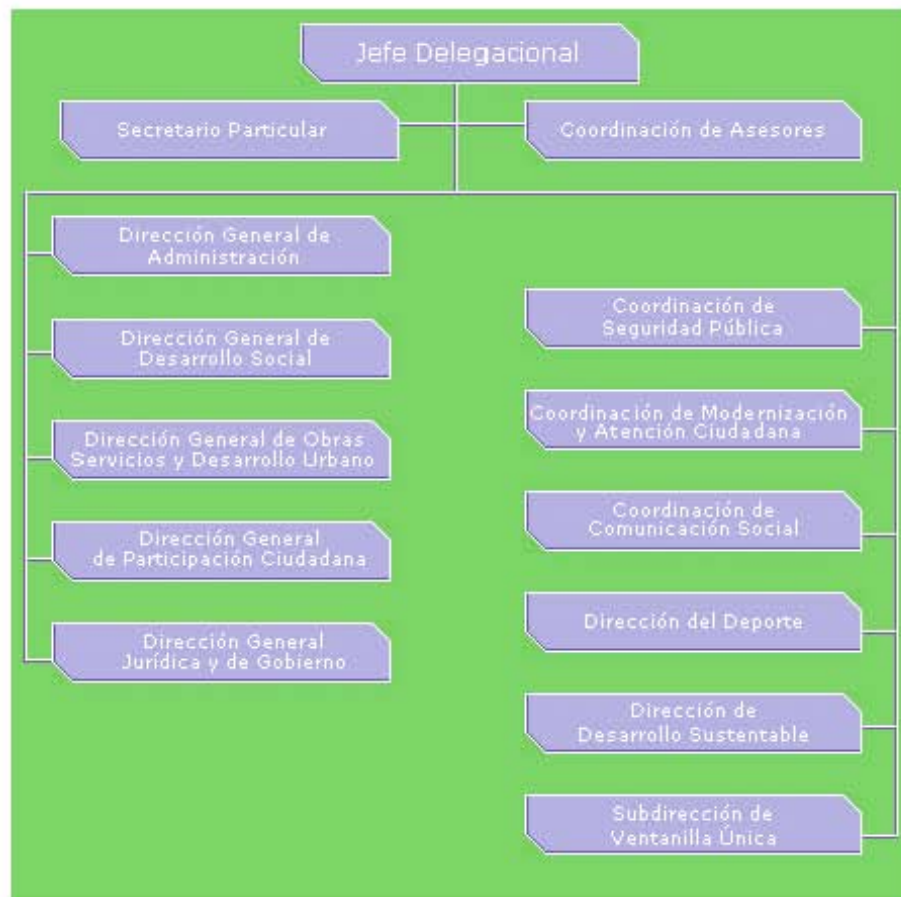 Jefe Delegacional
Secretario Particular
Coordinación de Asesores
Dirección General de
Administración
Dirección General de
Desarrollo Social
Dirección General de Obras
Servicios y Desarrollo Urbano
Dirección General
de Participación Ciudadana
Dirección General
Jurídica y de Gobierno
Coordinación de
Seguridad Pública
Coordinación de Modernización
y Atención Ciudadana
Coordinación de
Comunicación Social
Dirección del Deporte
Dirección de
Desarrollo Sustentable
Subdirección de
Ventanilla Única